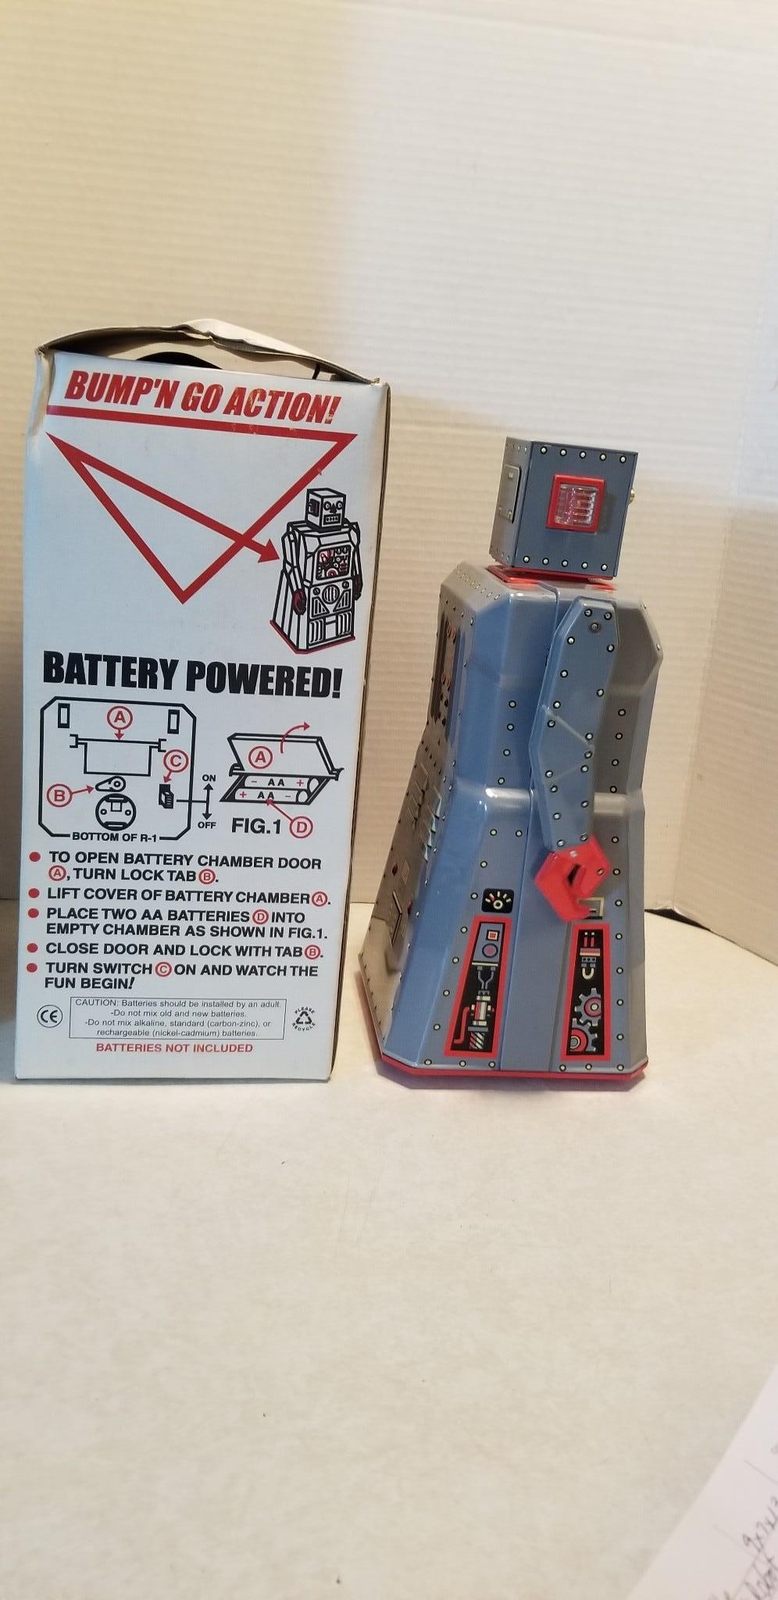 BUMP'N GO ACTION!
BATTERY POWERED!
A
B
C
ON
OFF
BOTTOM OF R-1
A
- AA +
+ AA -
FIG.1 D
• TO OPEN BATTERY CHAMBER DOOR
A, TURN LOCK TAB B.
• LIFT COVER OF BATTERY CHAMBER A.
• PLACE TWO AA BATTERIES D INTO
EMPTY CHAMBER AS SHOWN IN FIG.1.
• CLOSE DOOR AND LOCK WITH TAB B.
• TURN SWITCH C ON AND WATCH THE
FUN BEGIN!
CAUTION: Batteries should be installed by an adult.
-Do not mix old and new batteries.
-Do not mix alkaline, standard (carbon-zinc), or
rechargeable (nickel-cadmium) batteries.
CE
PLEASE RECYCLE
BATTERIES NOT INCLUDED